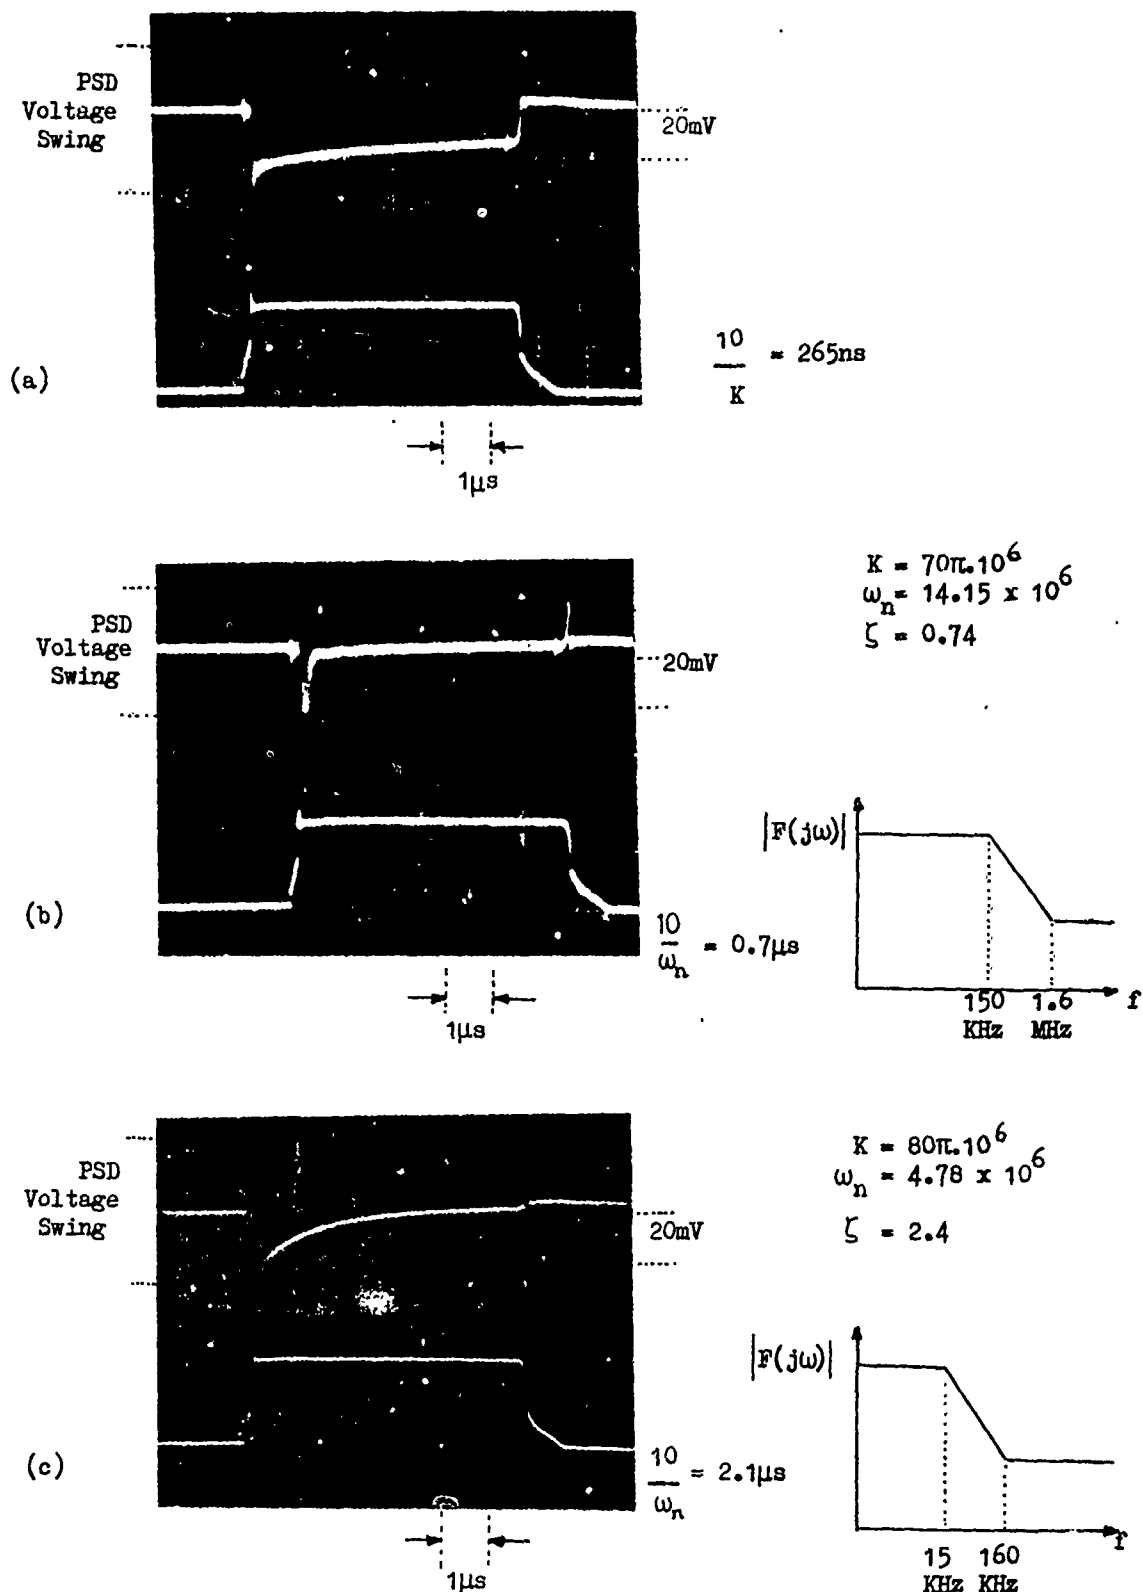 PSD
Voltage
Swing
20mV
(a)
10
K
= 265ns
1μs
PSD
Voltage
Swing
20mV
K = 70π.10⁶
ωn = 14.15 x 10⁶
ζ = 0.74
(b)
10
ωn
= 0.7μs
1μs
|F(jω)|
150
KHz
1.6
MHz
f
PSD
Voltage
Swing
20mV
K = 80π.10⁶
ωn = 4.78 x 10⁶
ζ = 2.4
(c)
10
ωn
= 2.1μs
1μs
|F(jω)|
15
KHz
160
KHz
f